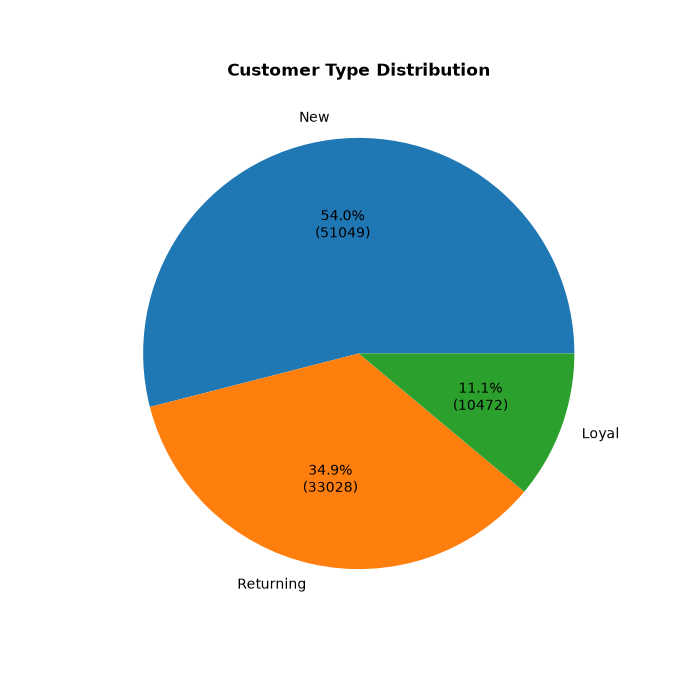 Customer Type Distribution
New
54.0%
(51049)
11.1%
(10472)
Loyal
34.9%
(33028)
Returning